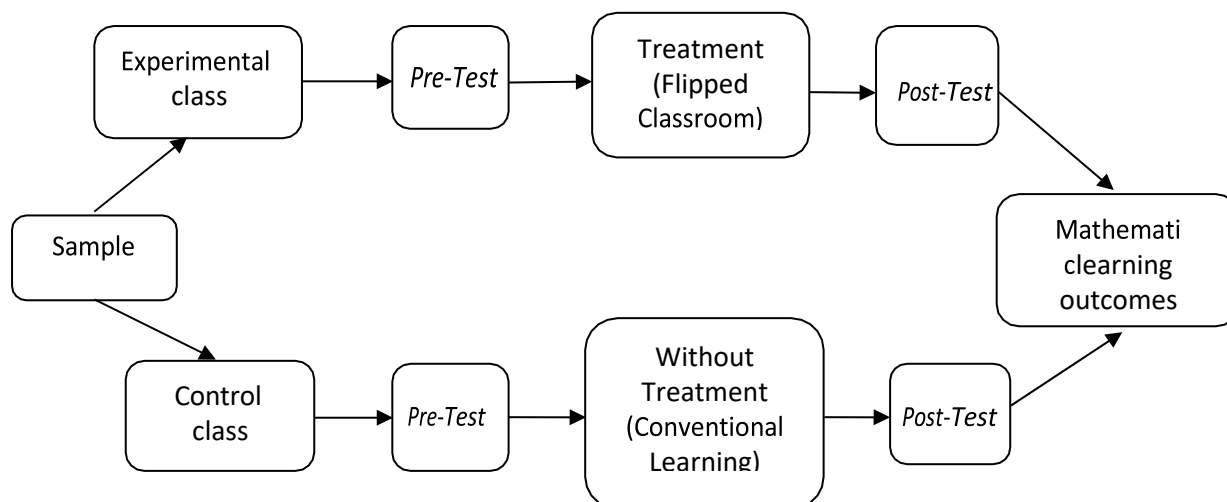 Experimental
class
Pre-Test
Treatment
(Flipped
Classroom)
Post-Test
Sample
Mathemati
clearning
outcomes
Control
class
Pre-Test
Without
Treatment
(Conventional
Learning)
Post-Test